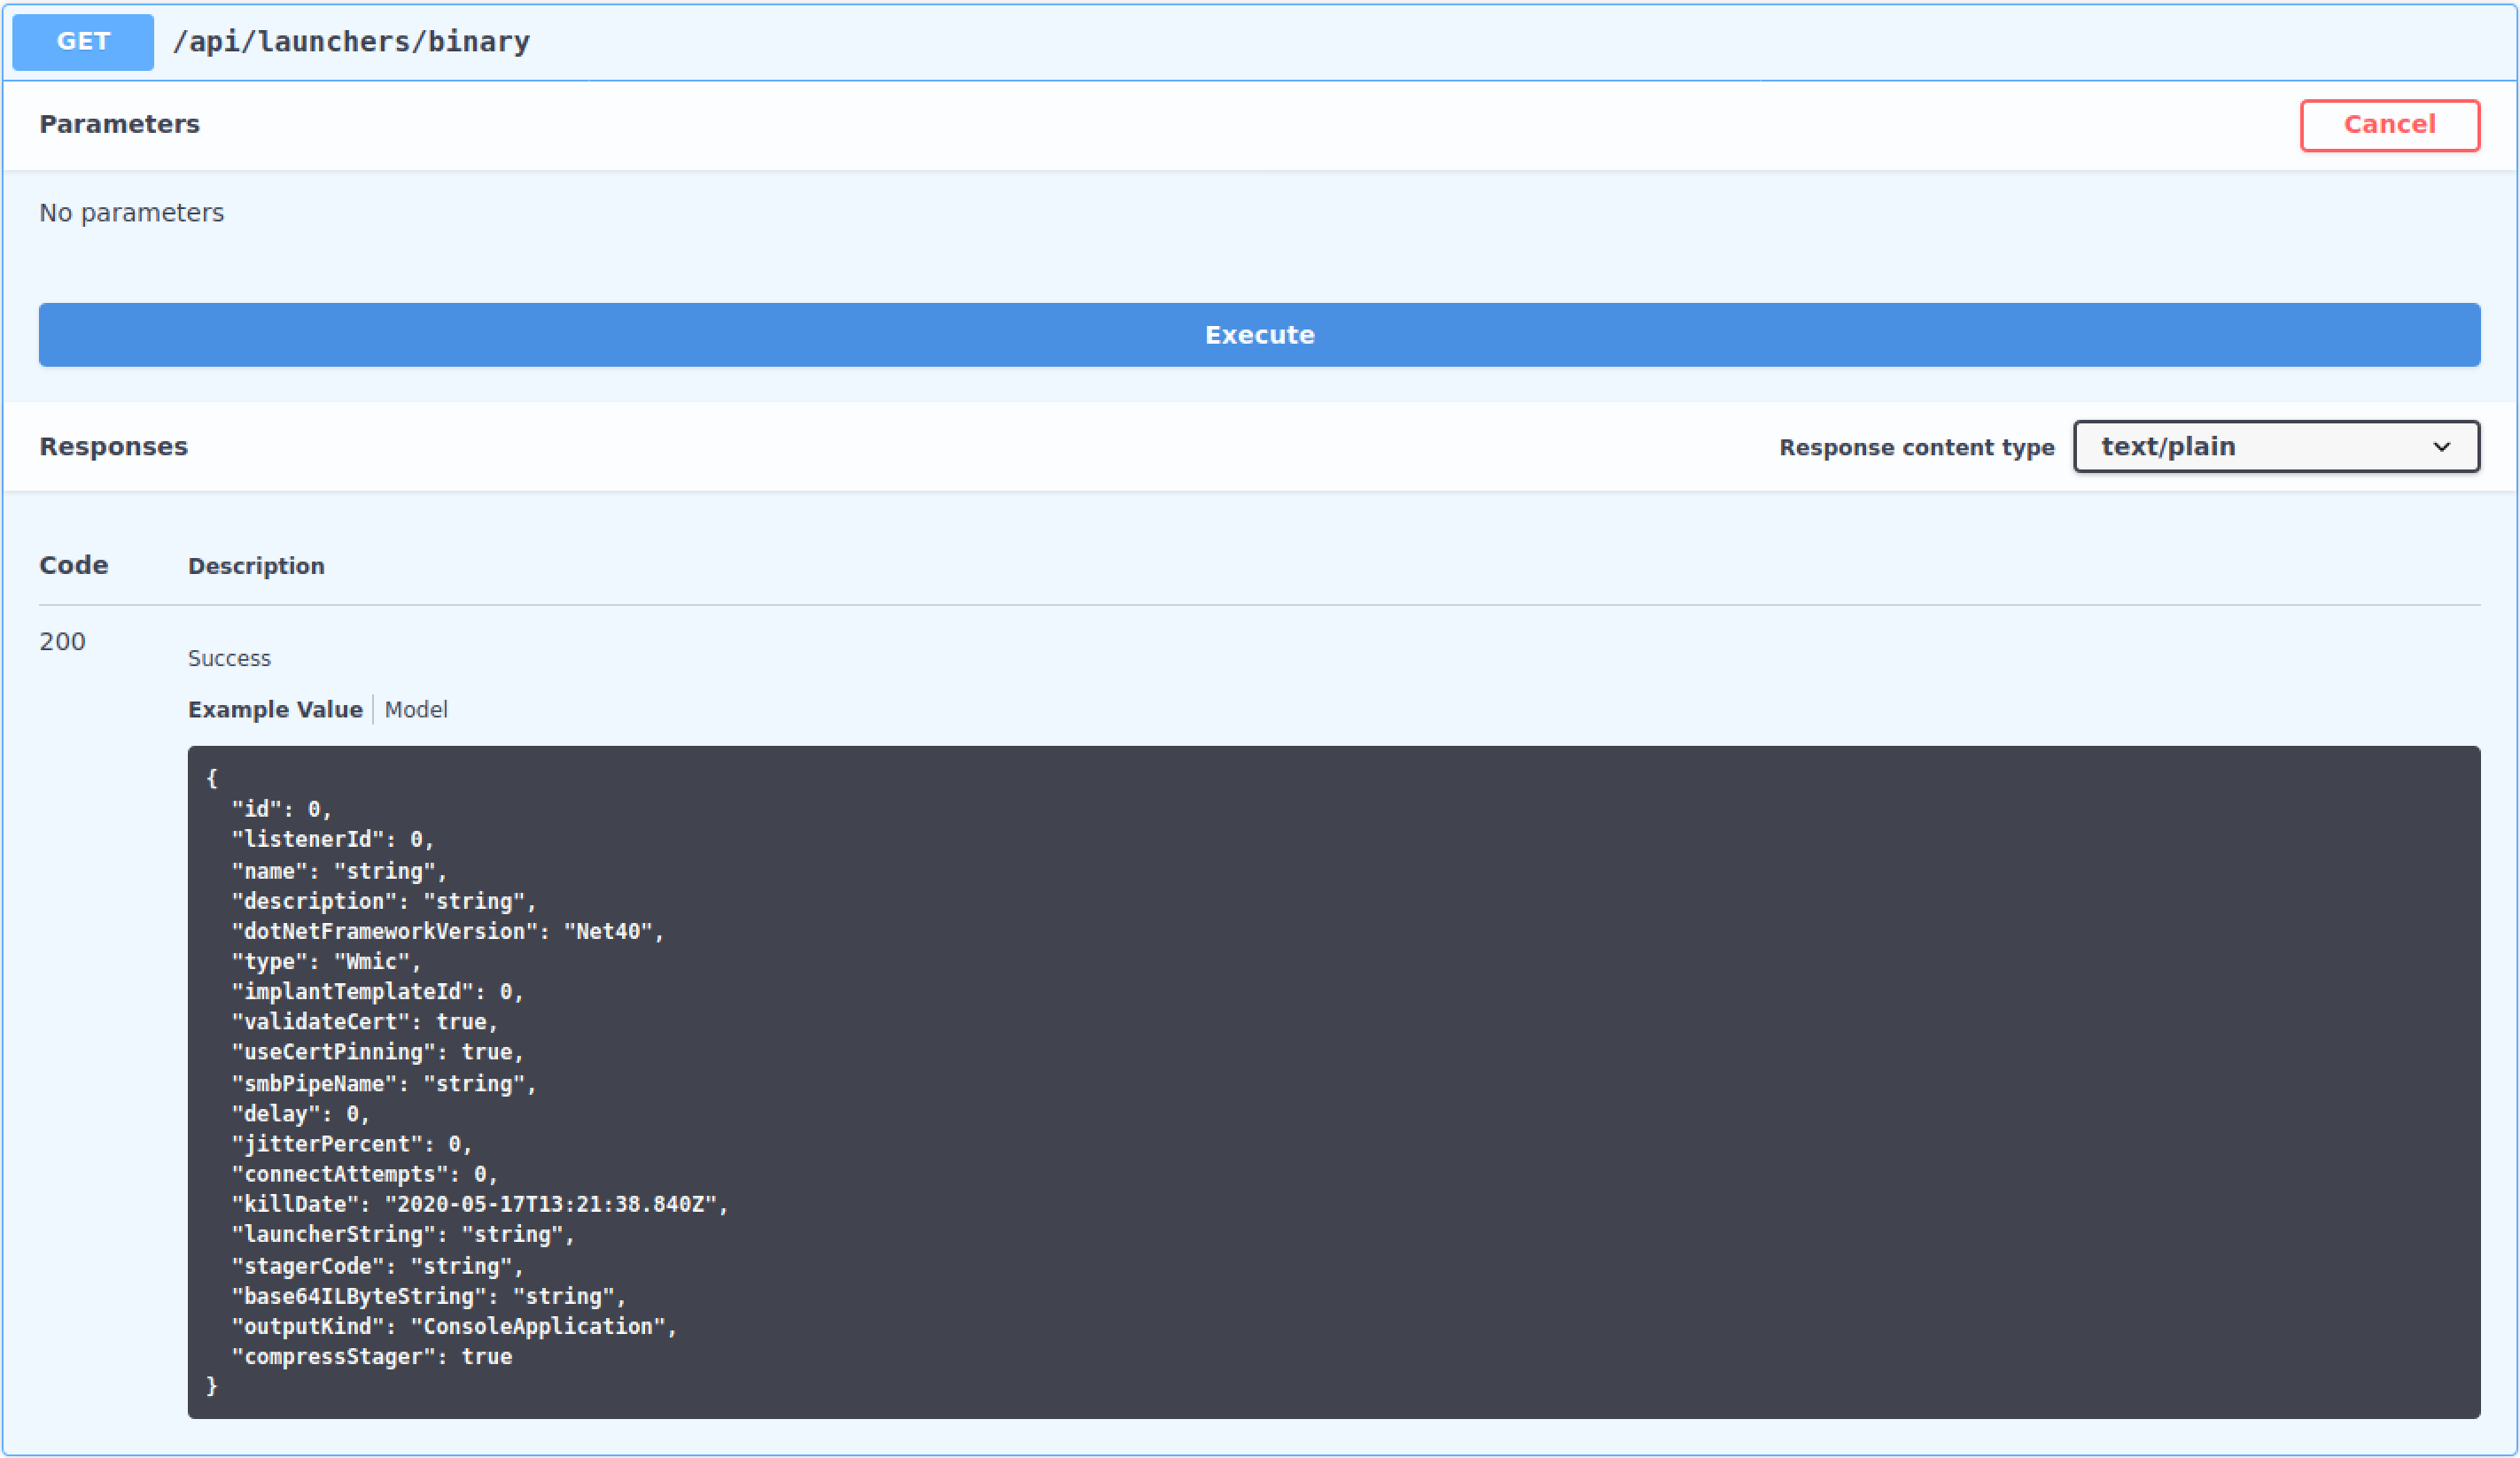 GET /api/launchers/binary
Parameters
Cancel
No parameters
Execute
Responses
Response content type
text/plain
Code Description
200
Success
Example Value Model
{
  "id": 0,
  "listenerId": 0,
  "name": "string",
  "description": "string",
  "dotNetFrameworkVersion": "Net40",
  "type": "Wmic",
  "implantTemplateId": 0,
  "validateCert": true,
  "useCertPinning": true,
  "smbPipeName": "string",
  "delay": 0,
  "jitterPercent": 0,
  "connectAttempts": 0,
  "killDate": "2020-05-17T13:21:38.840Z",
  "launcherString": "string",
  "stagerCode": "string",
  "base64ILByteString": "string",
  "outputKind": "ConsoleApplication",
  "compressStager": true
}